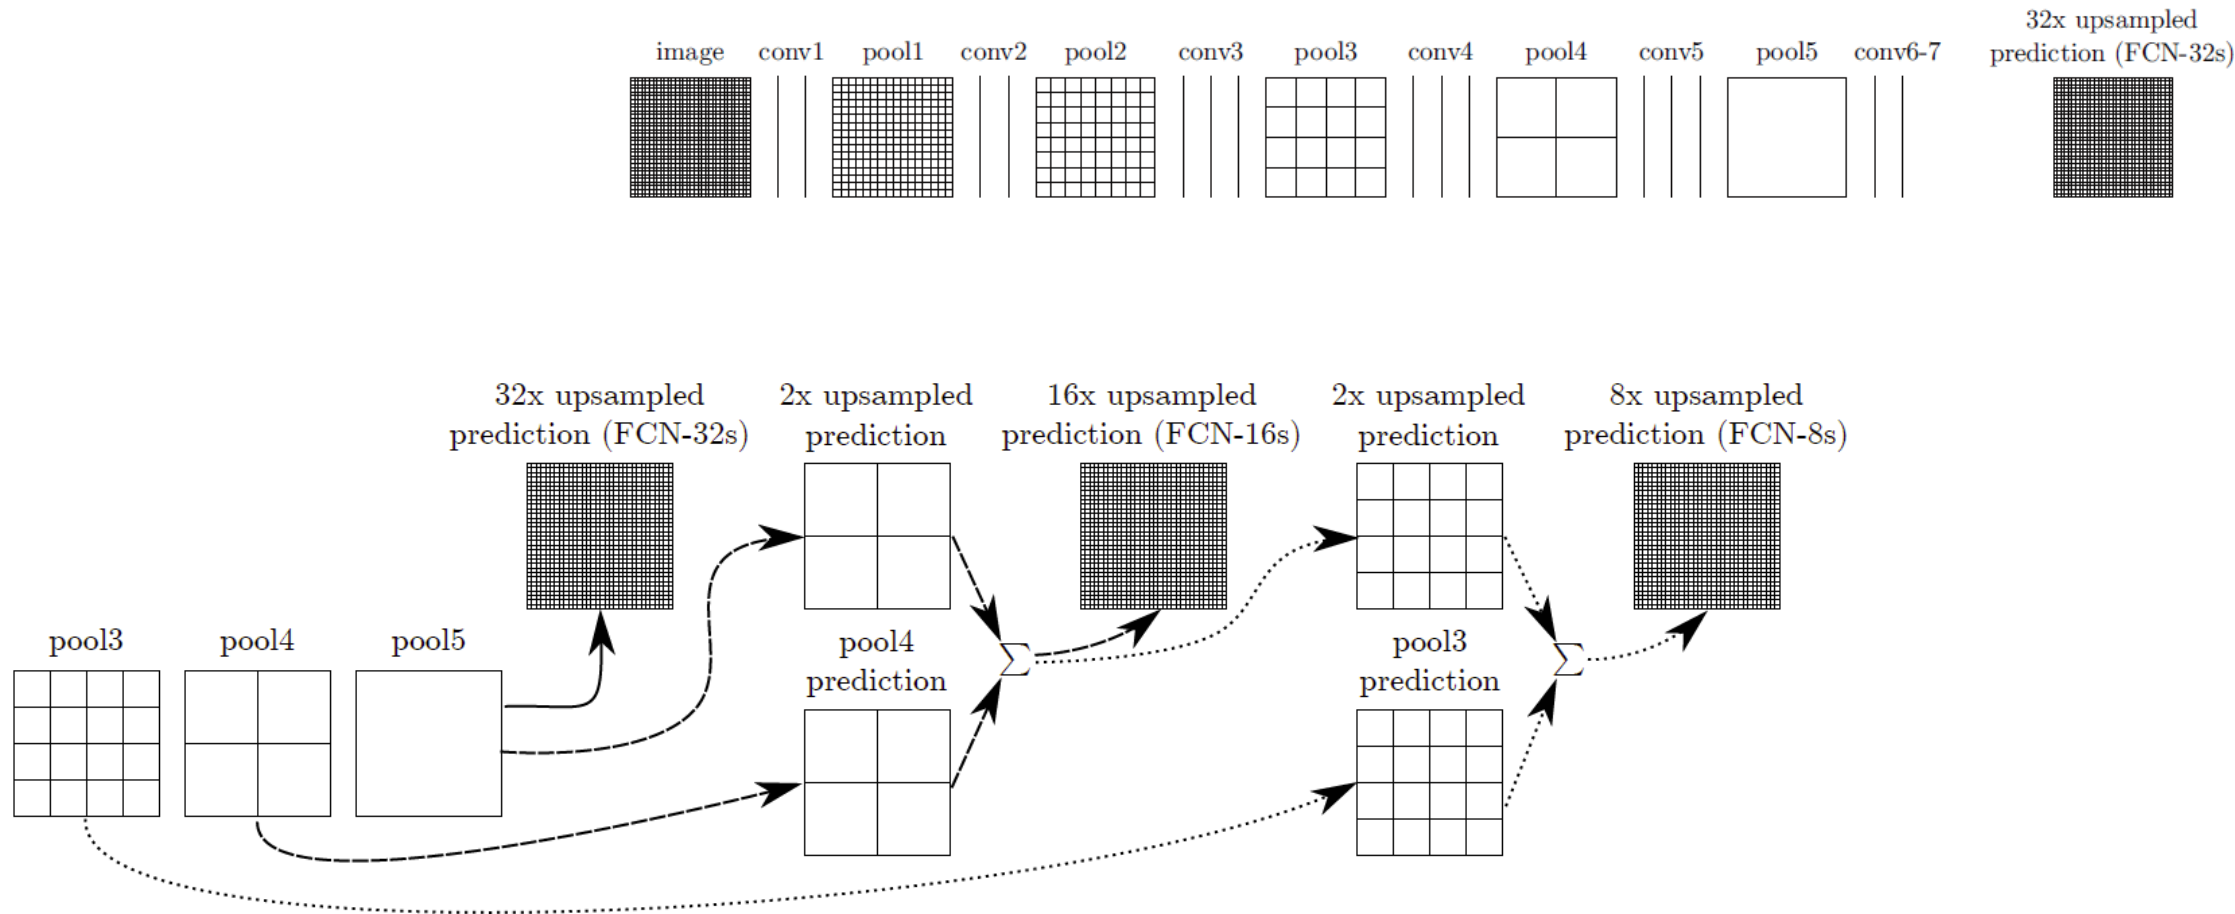 32x upsampled
image conv1 pool1 conv2 pool2 conv3 pool3 conv4 pool4 conv5 pool5 conv6-7 prediction (FCN-32s)
32x upsampled 2x upsampled 16x upsampled 2x upsampled 8x upsampled
prediction (FCN-32s) prediction prediction (FCN-16s) prediction prediction (FCN-8s)
pool3 pool4 pool5 pool4 pool3
∑ ∑
prediction prediction